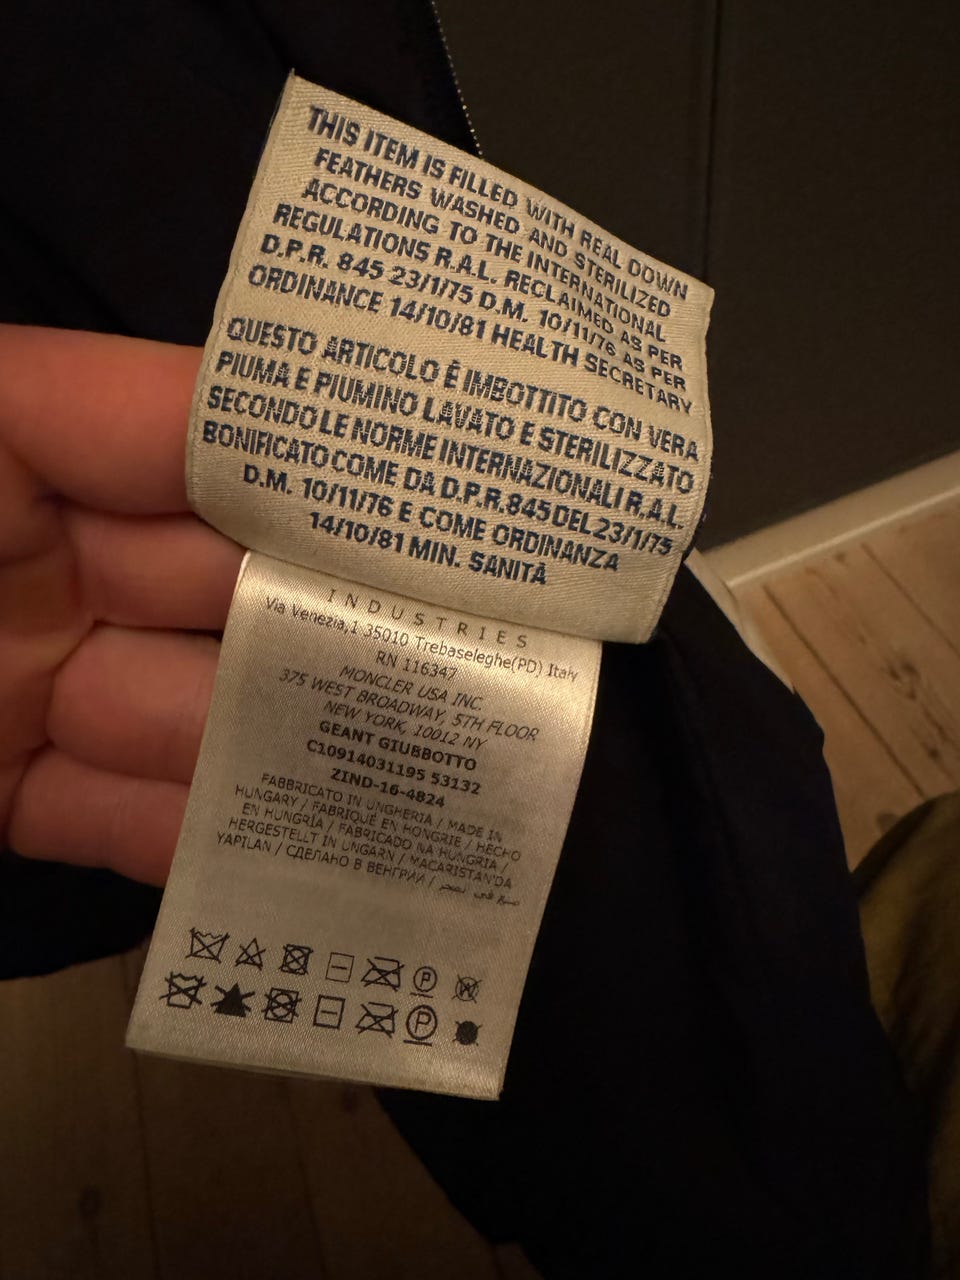 THIS ITEM IS FILLED WITH REAL DOWN
FEATHERS WASHED AND STERILIZED
ACCORDING TO THE INTERNATIONAL
REGULATIONS R.A.L. RECLAIMED AS PER
D.P.R. 845 23/1/75 D.M. 10/11/76 AS PER
ORDINANCE 14/10/81 HEALTH SECRETARY
QUESTO ARTICOLO È IMBOTTITO CON VERA
PIUMA E PIUMINO LAVATO E STERILIZZATO
SECONDO LE NORME INTERNAZIONALI R.A.L.
BONIFICATO COME DA D.P.R. 845 DEL 23/1/75
D.M. 10/11/76 E COME ORDINANZA
14/10/81 MIN. SANITÀ
INDUSTRIES
Via Venezia,1 35010 Trebaseleghe(PD) Italy
RN 116347
MONCLER USA INC.
375 WEST BROADWAY, 5TH FLOOR
NEW YORK, 10012 NY
GEANT GIUBBOTTO
C10914031195 53132
ZIND-16-4824
FABBRICATO IN UNGHERIA / MADE IN
HUNGARY / FABRIQUÉ EN HONGRIE / HECHO
EN HUNGRÍA / FABRICADO NA HUNGRIA /
HERGESTELLT IN UNGARN / MACARISTAN'DA
YAPILAN / СДЕЛАНО В ВЕНГРИИ /
P
W
P